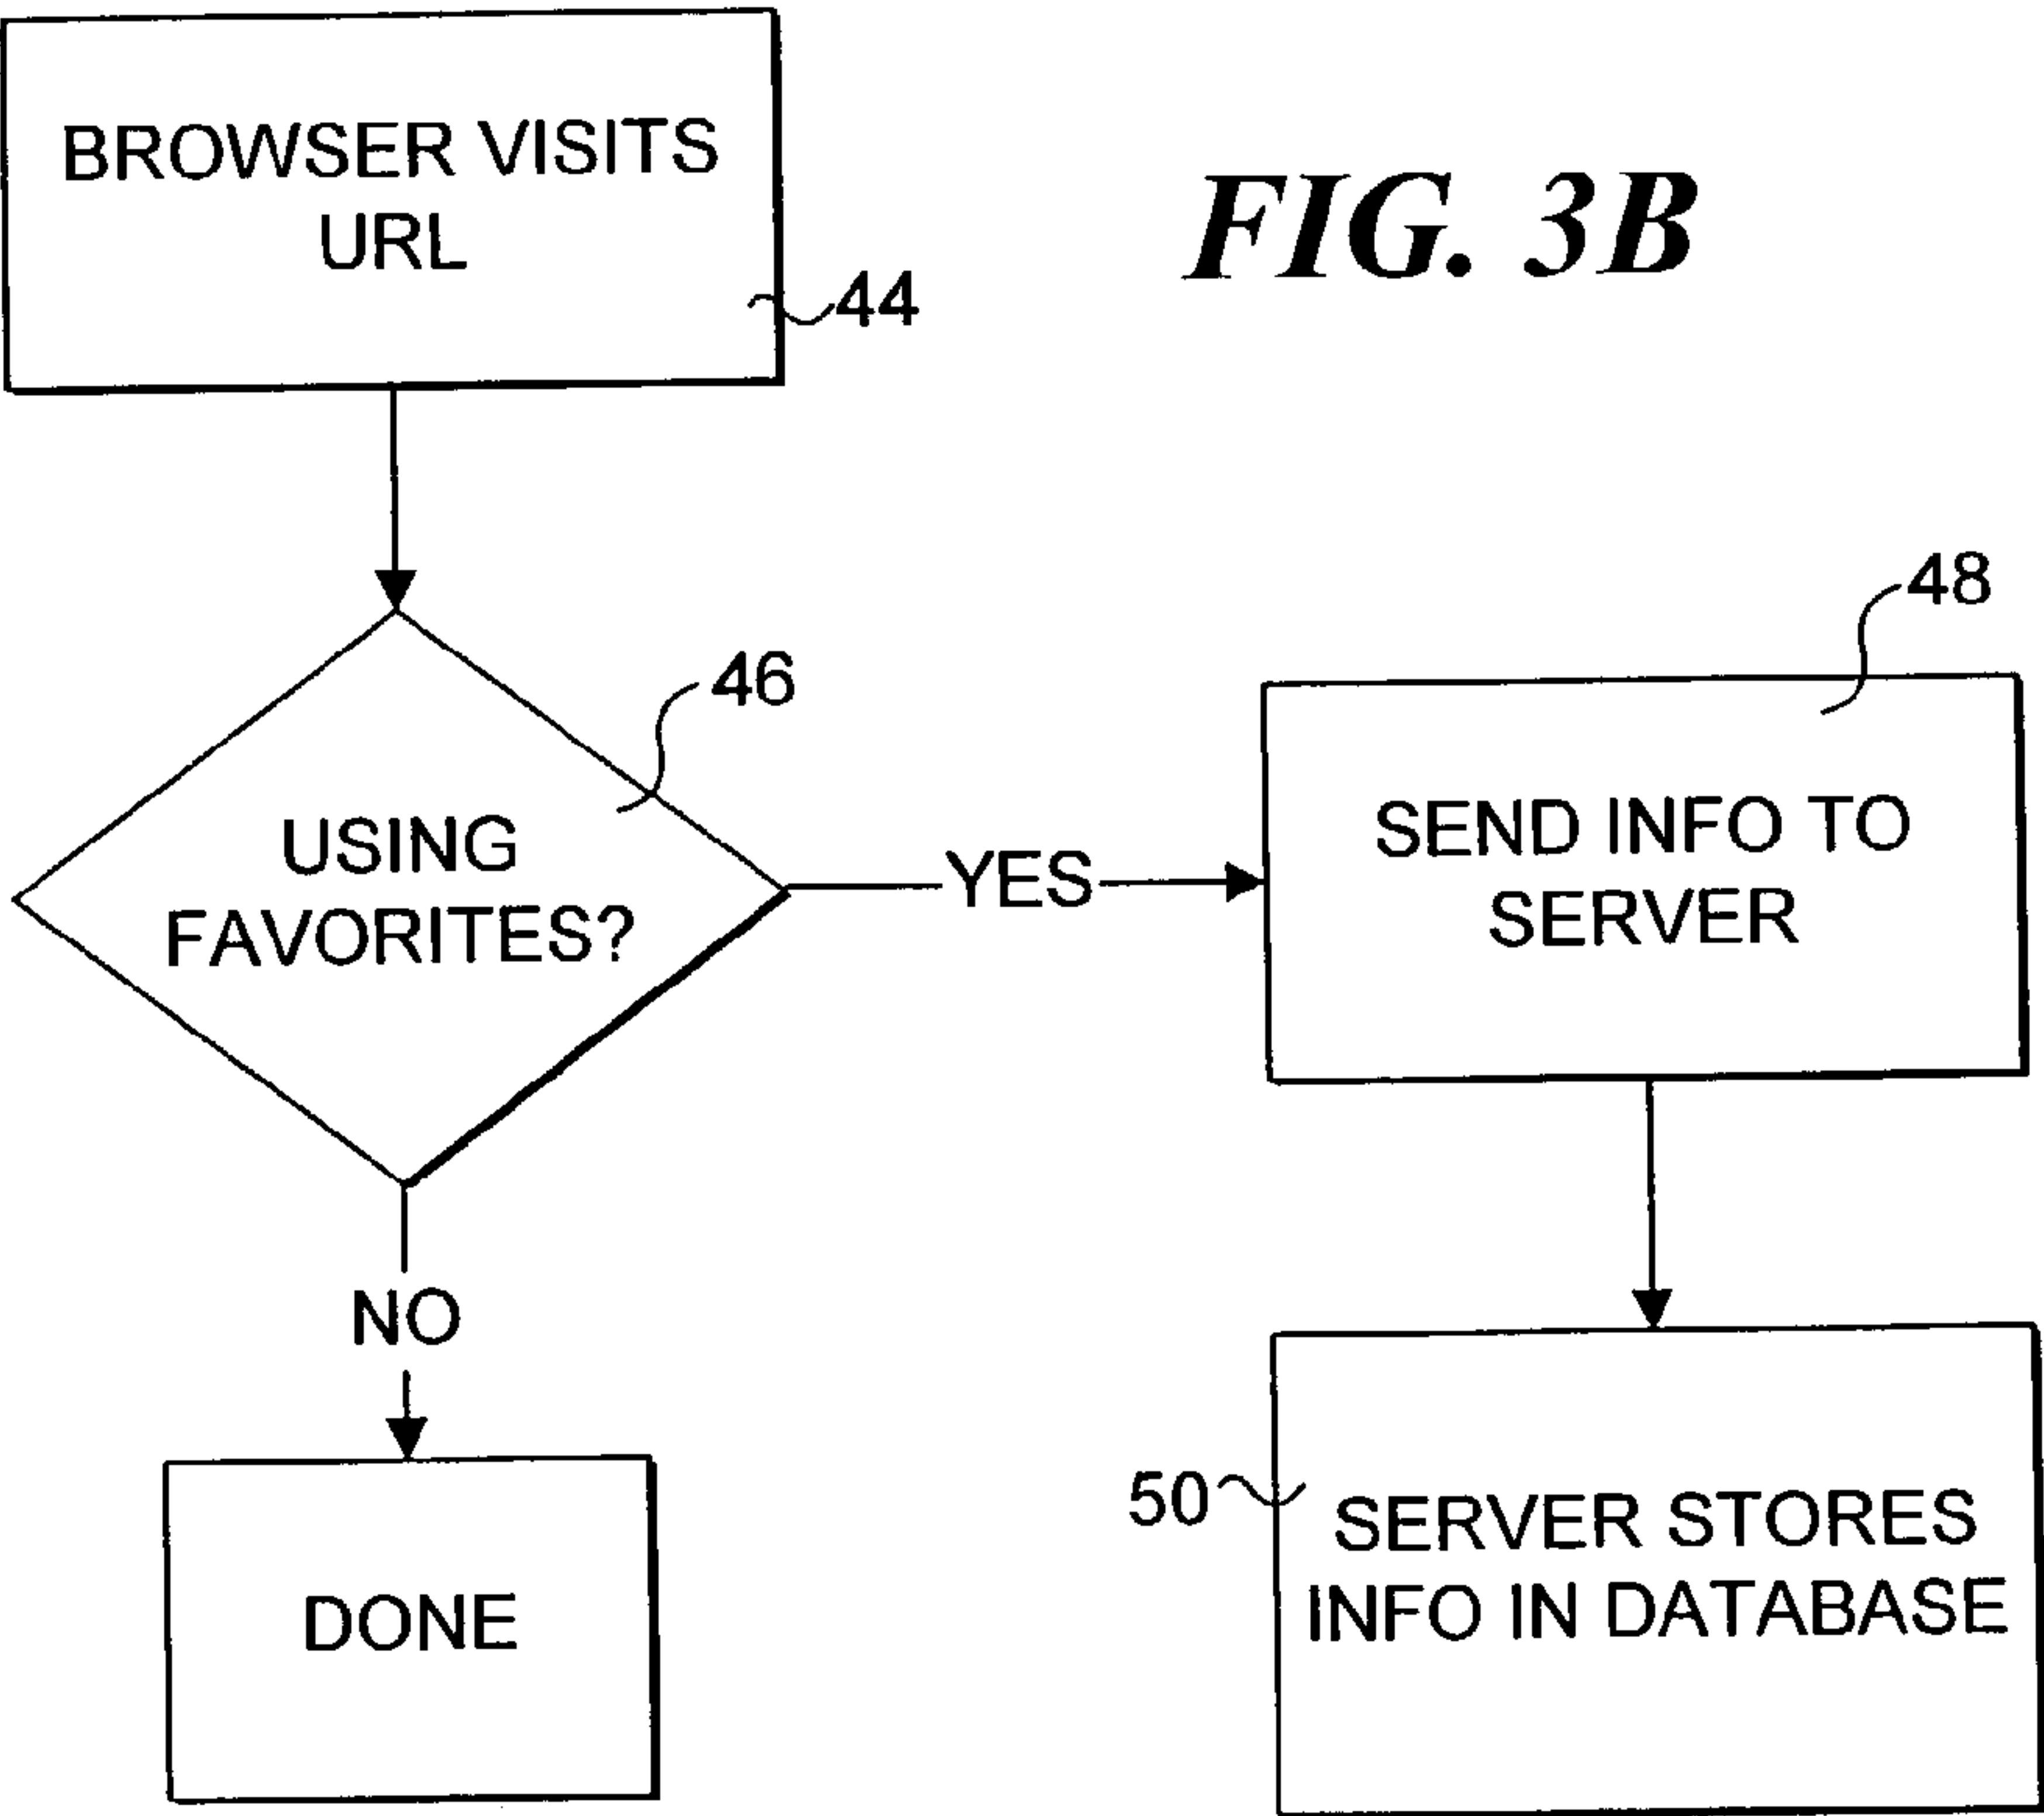 BROWSER VISITS
URL
44
FIG. 3B
46
USING
FAVORITES?
YES
48
SEND INFO TO
SERVER
NO
DONE
50
SERVER STORES
INFO IN DATABASE